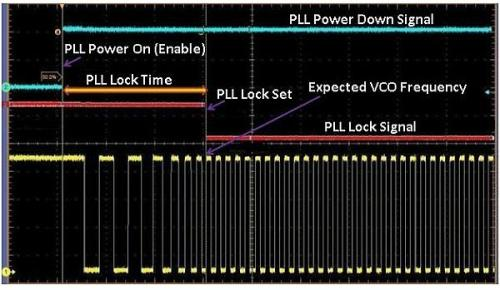 PLL Power Down Signal
PLL Power On (Enable)
PLL Lock Time
Expected VCO Frequency
PLL Lock Set
PLL Lock Signal